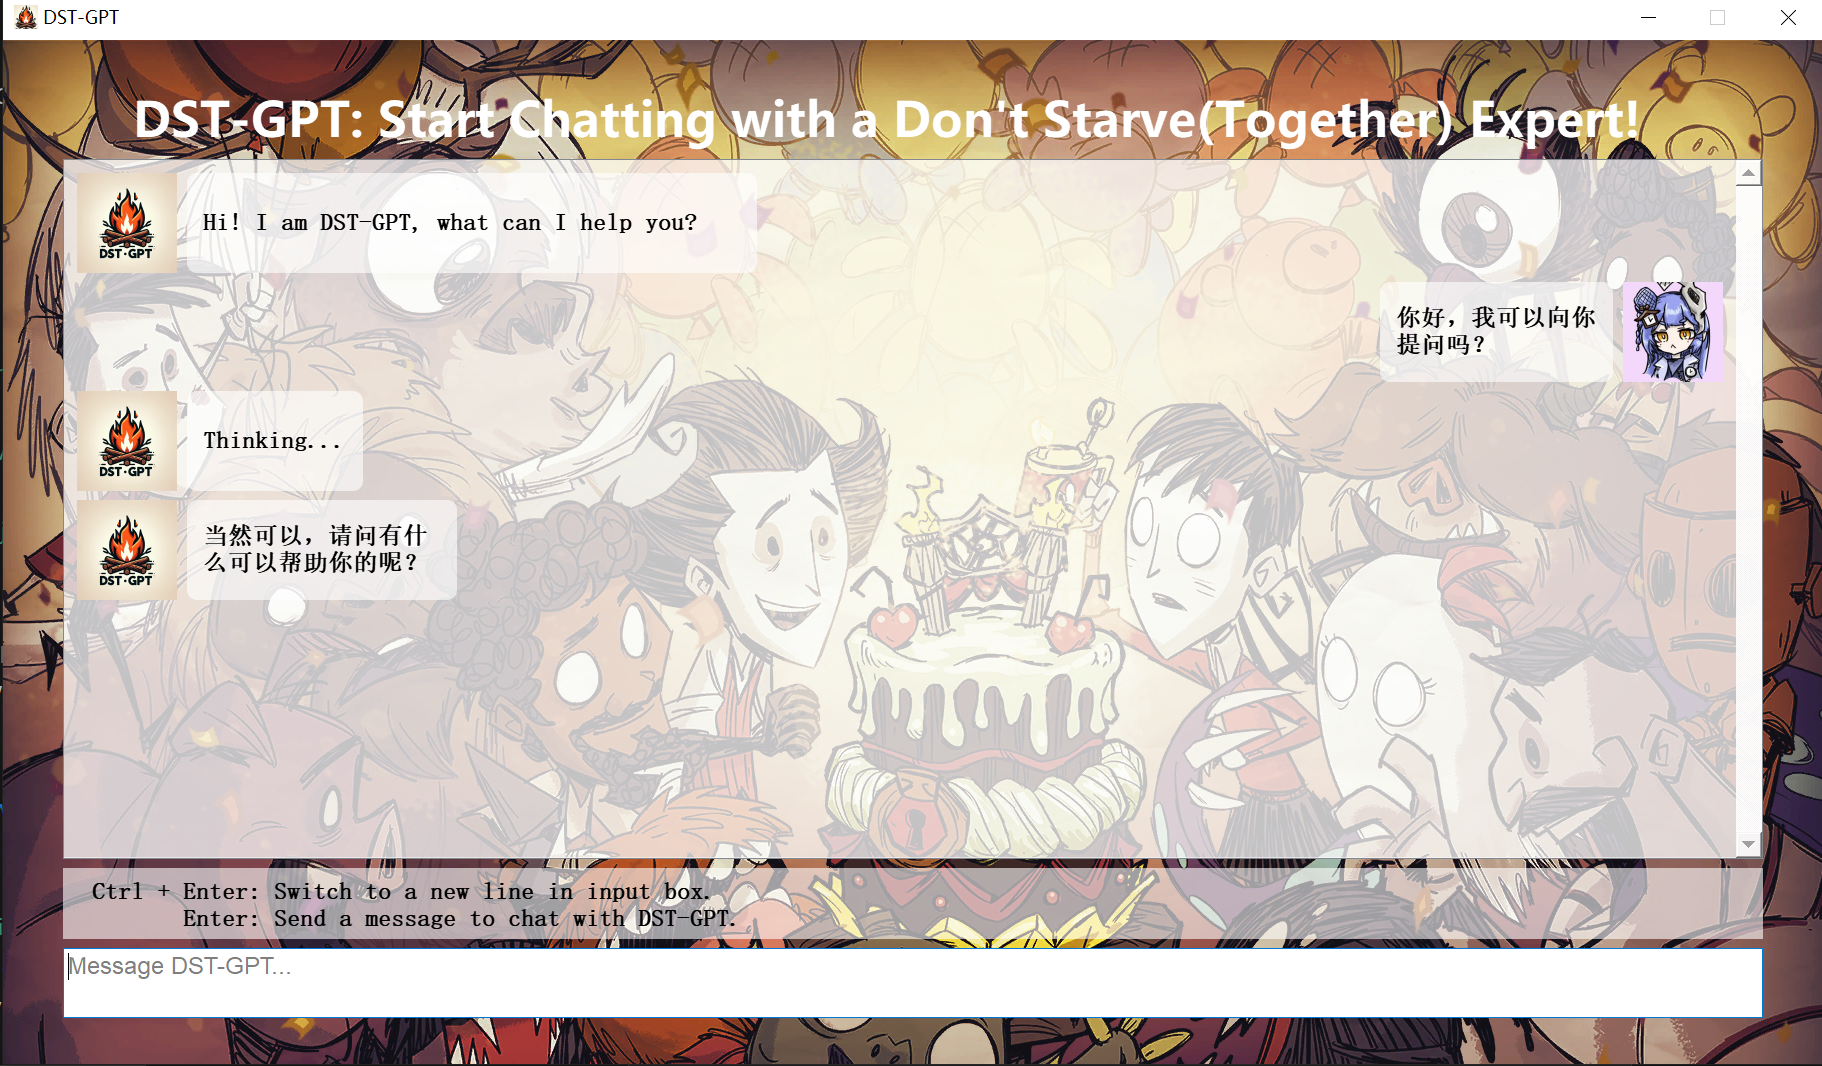 DST-GPT
DST-GPT: Start Chatting with a Don't Starve(Together) Expert!
DST·GPT
Hi! I am DST-GPT, what can I help you?
你好，我可以向你
提问吗？
DST·GPT
Thinking...
DST·GPT
当然可以，请问有什
么可以帮助你的呢？
Ctrl + Enter: Switch to a new line in input box.
Enter: Send a message to chat with DST-GPT.
Message DST-GPT...